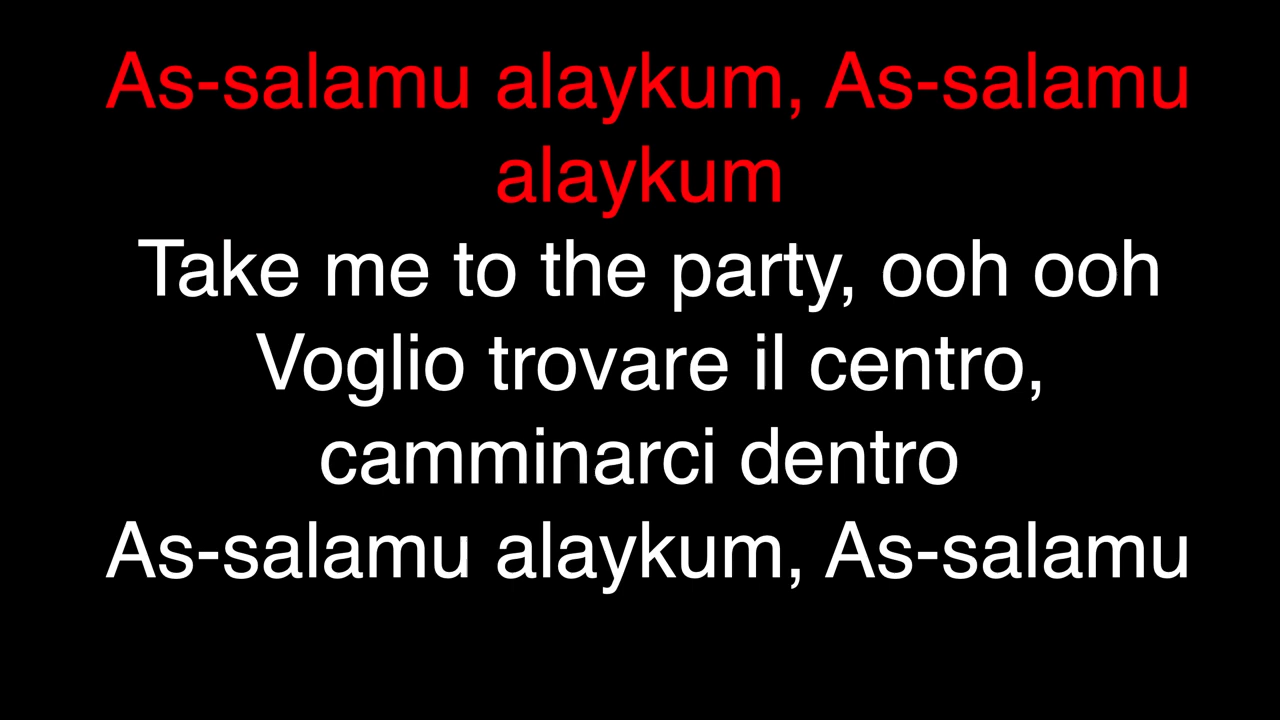 As-salamu alaykum, As-salamu
alaykum
Take me to the party, ooh ooh
Voglio trovare il centro,
camminarci dentro
As-salamu alaykum, As-salamu